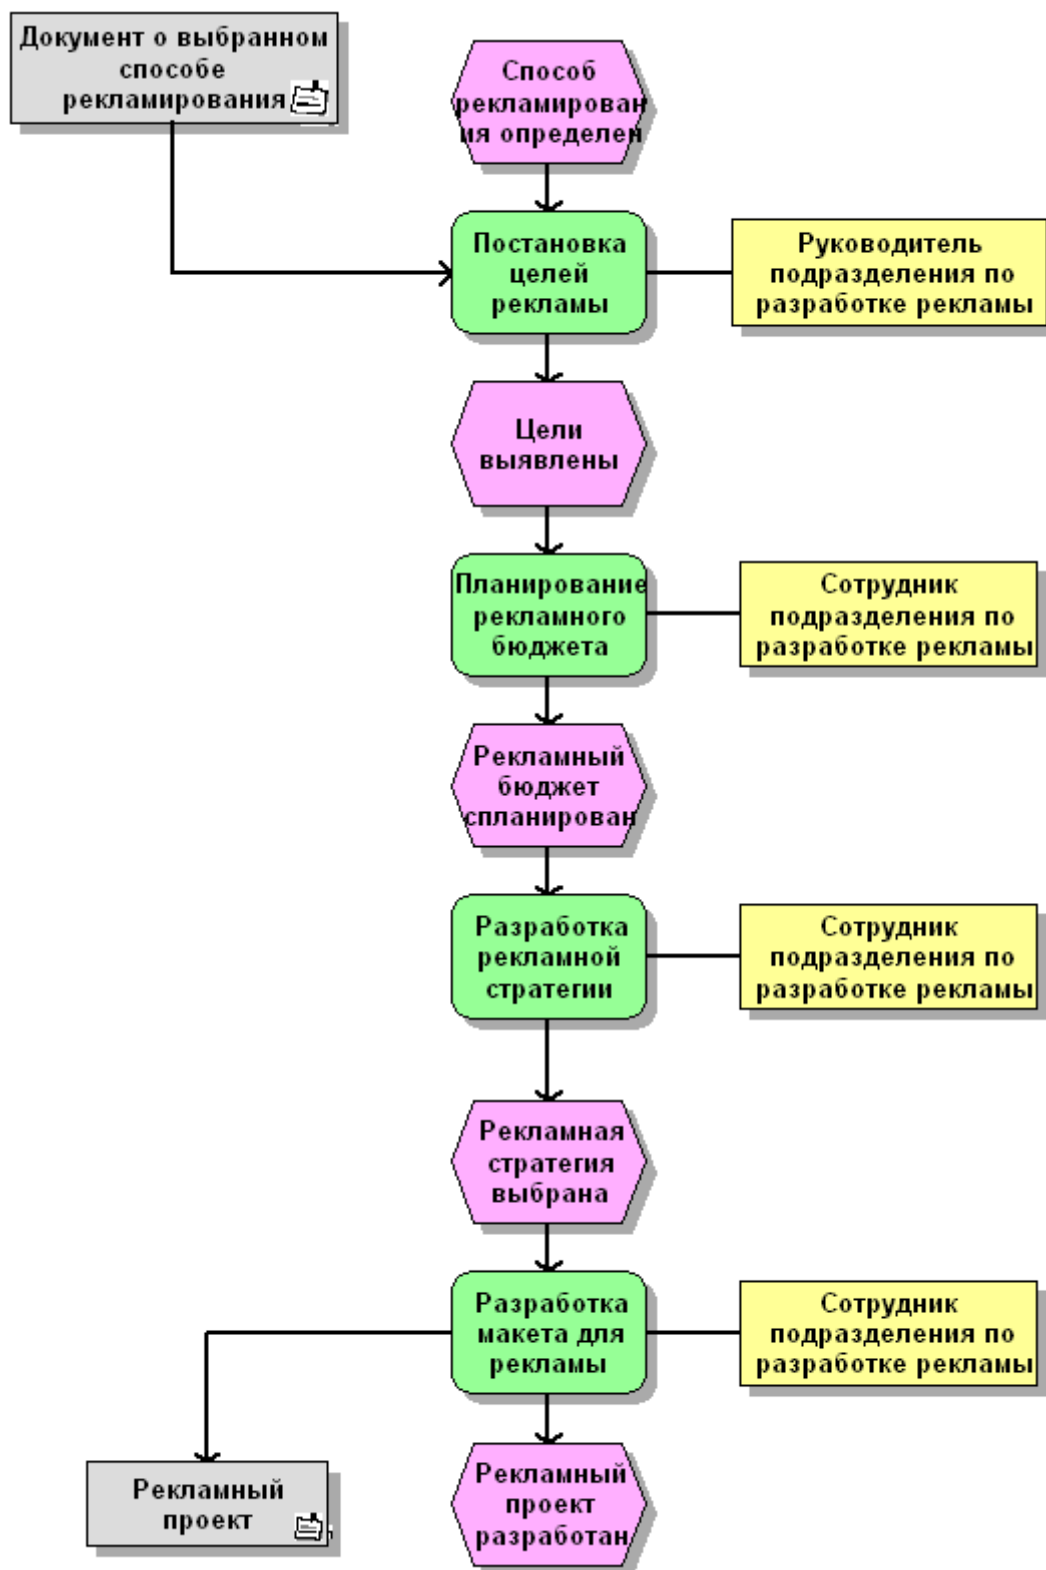 Документ о выбранном
способе
рекламирования
Способ
рекламирован
ия определен
Постановка
целей
рекламы
Руководитель
подразделения по
разработке рекламы
Цели
выявлены
Планирование
рекламного
бюджета
Сотрудник
подразделения по
разработке рекламы
Рекламный
бюджет
спланирован
Разработка
рекламной
стратегии
Сотрудник
подразделения по
разработке рекламы
Рекламная
стратегия
выбрана
Разработка
макета для
рекламы
Сотрудник
подразделения по
разработке рекламы
Рекламный
проект
Рекламный
проект
разработан